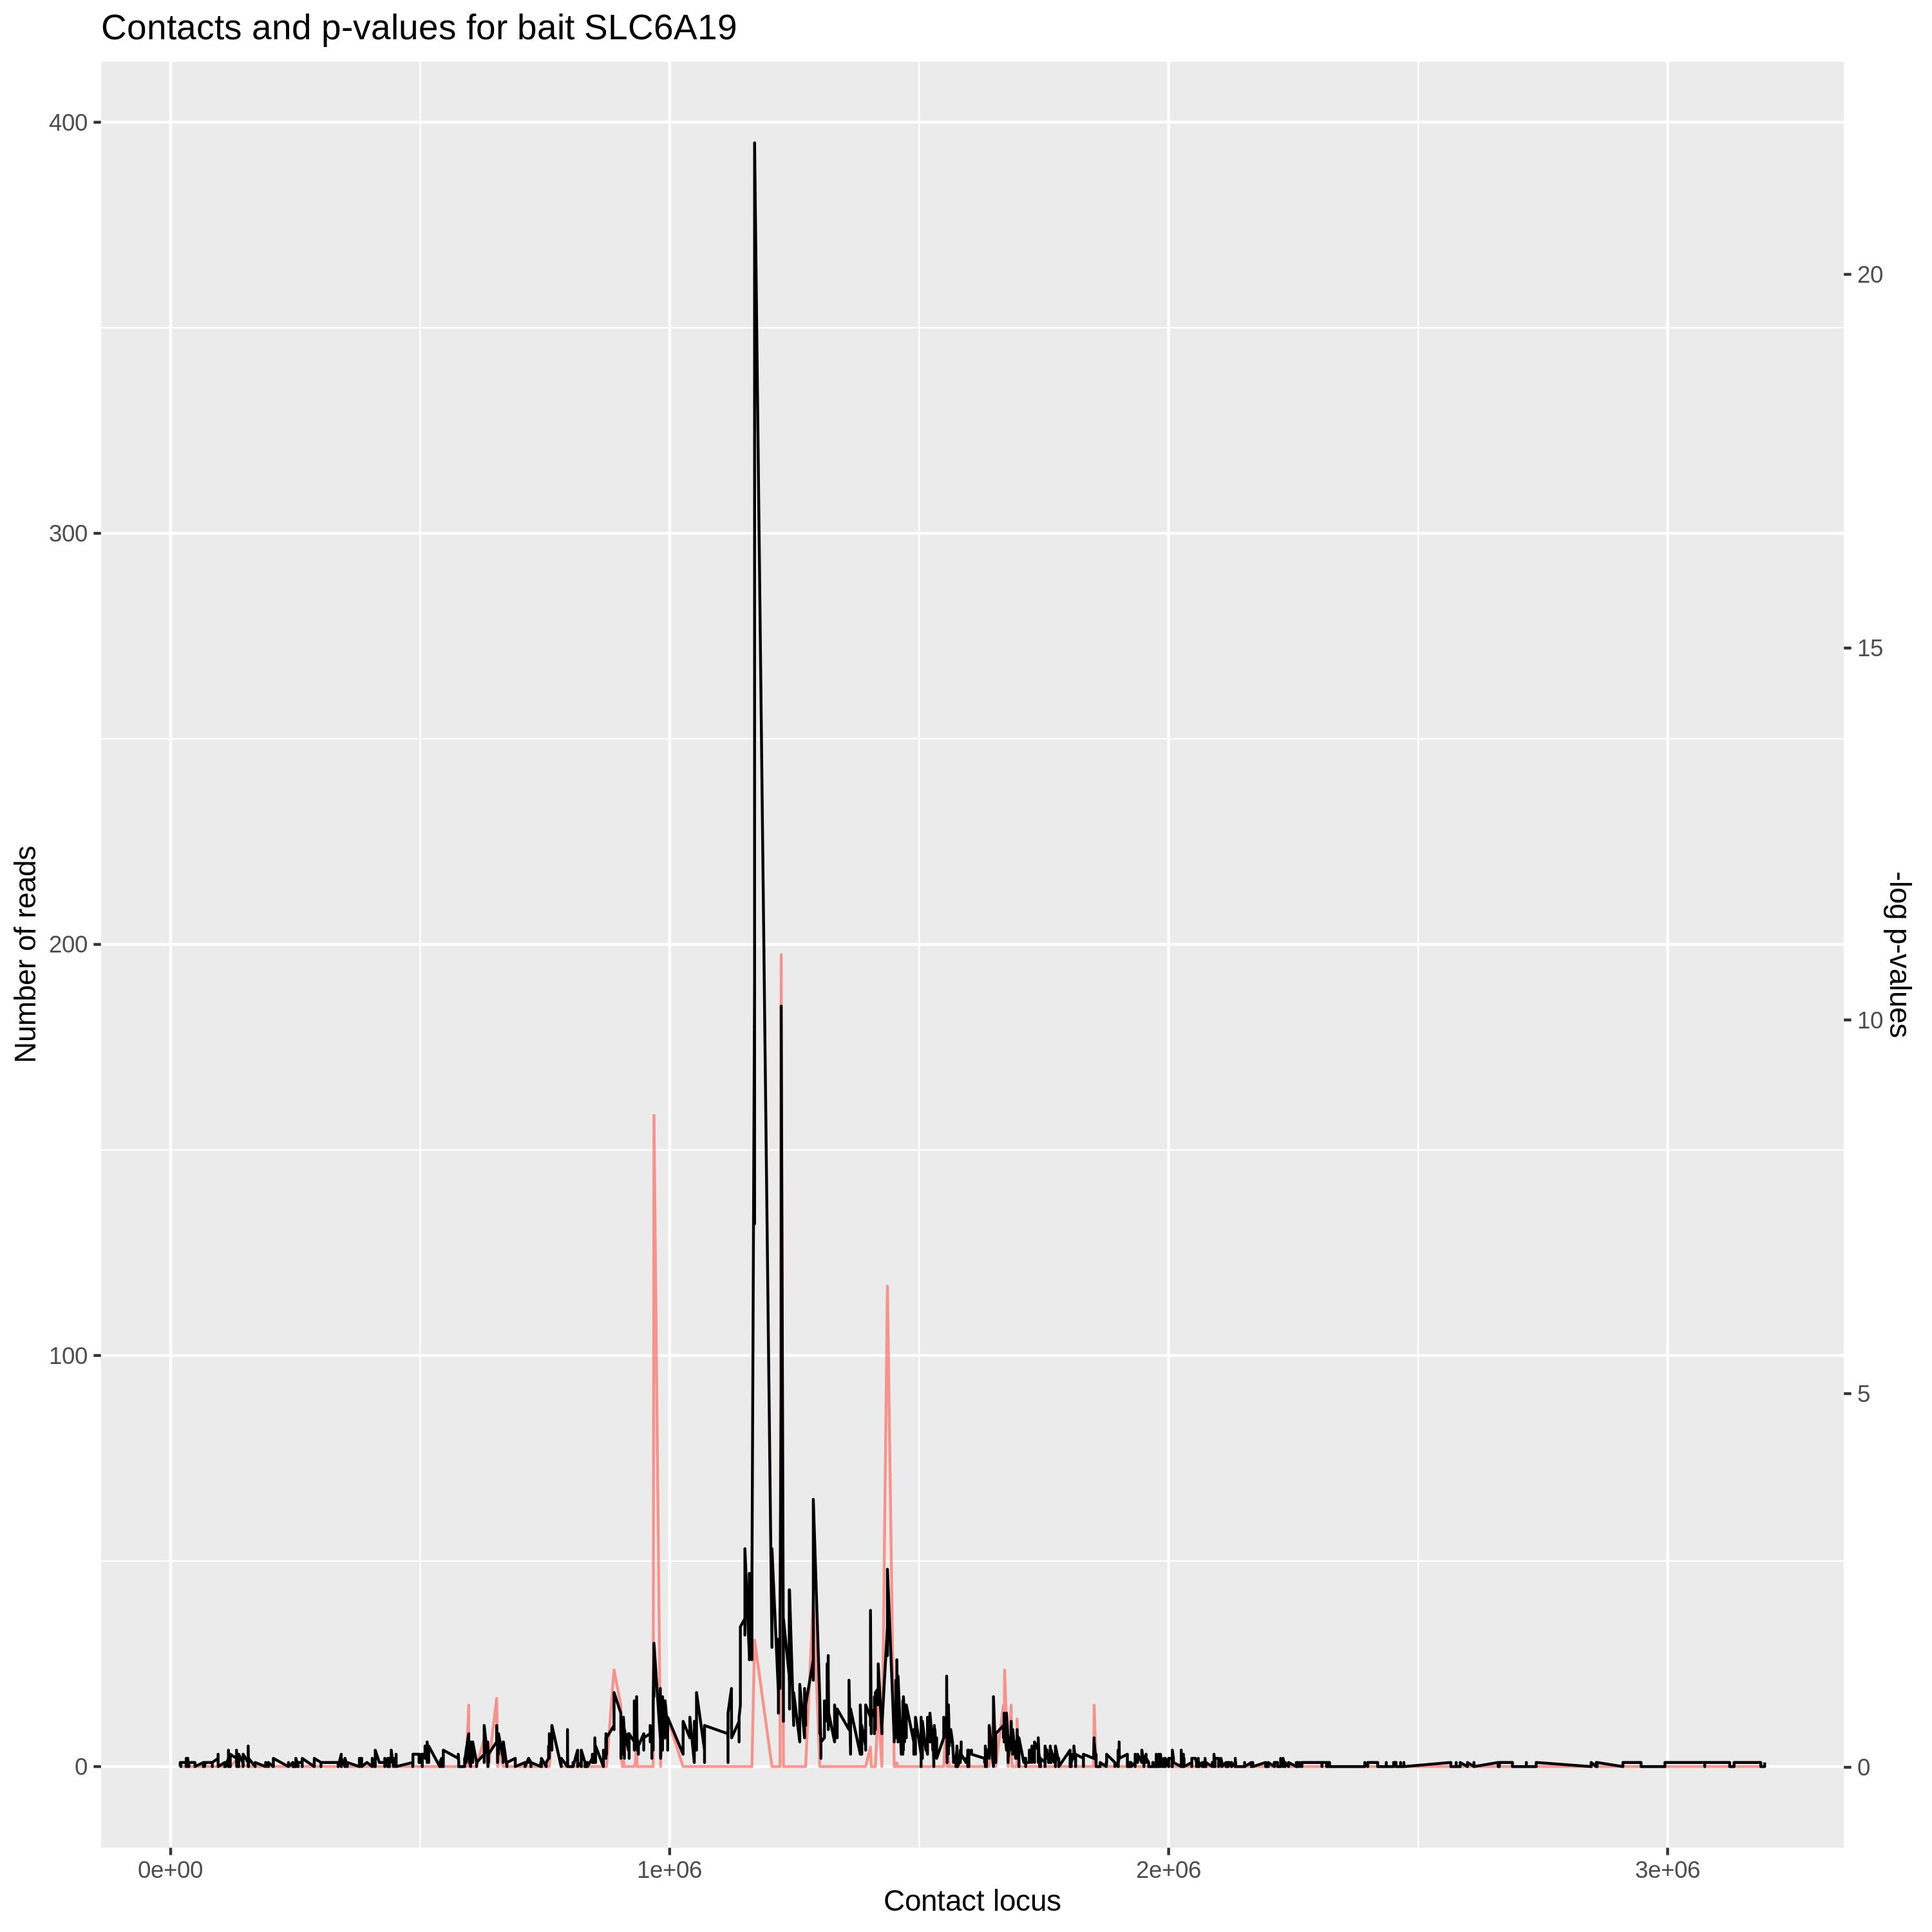 Contacts and p-values for bait SLC6A19
400
300
200
100
0
Number of reads
20
15
10
5
0
-log p-values
0e+00
1e+06
2e+06
3e+06
Contact locus